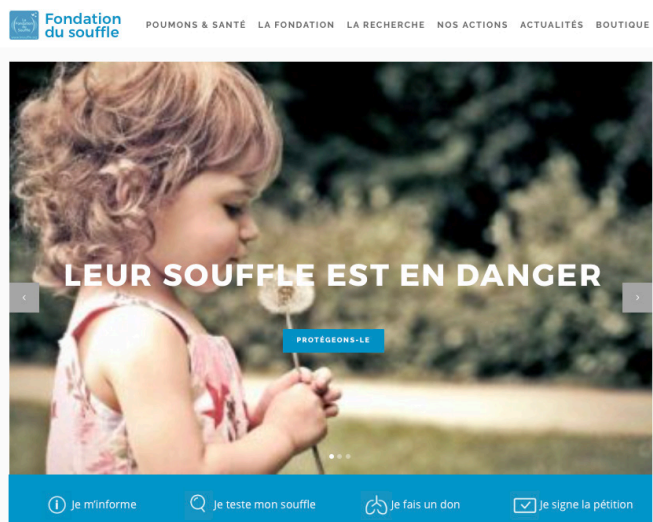 Fondation
du souffle
POUMONS & SANTÉ LA FONDATION LA RECHERCHE NOS ACTIONS ACTUALITÉS BOUTIQUE
LEUR SOUFFLE EST EN DANGER
PROTÉGEONS-LE
Je m'informe Je teste mon souffle Je fais un don Je signe la pétition